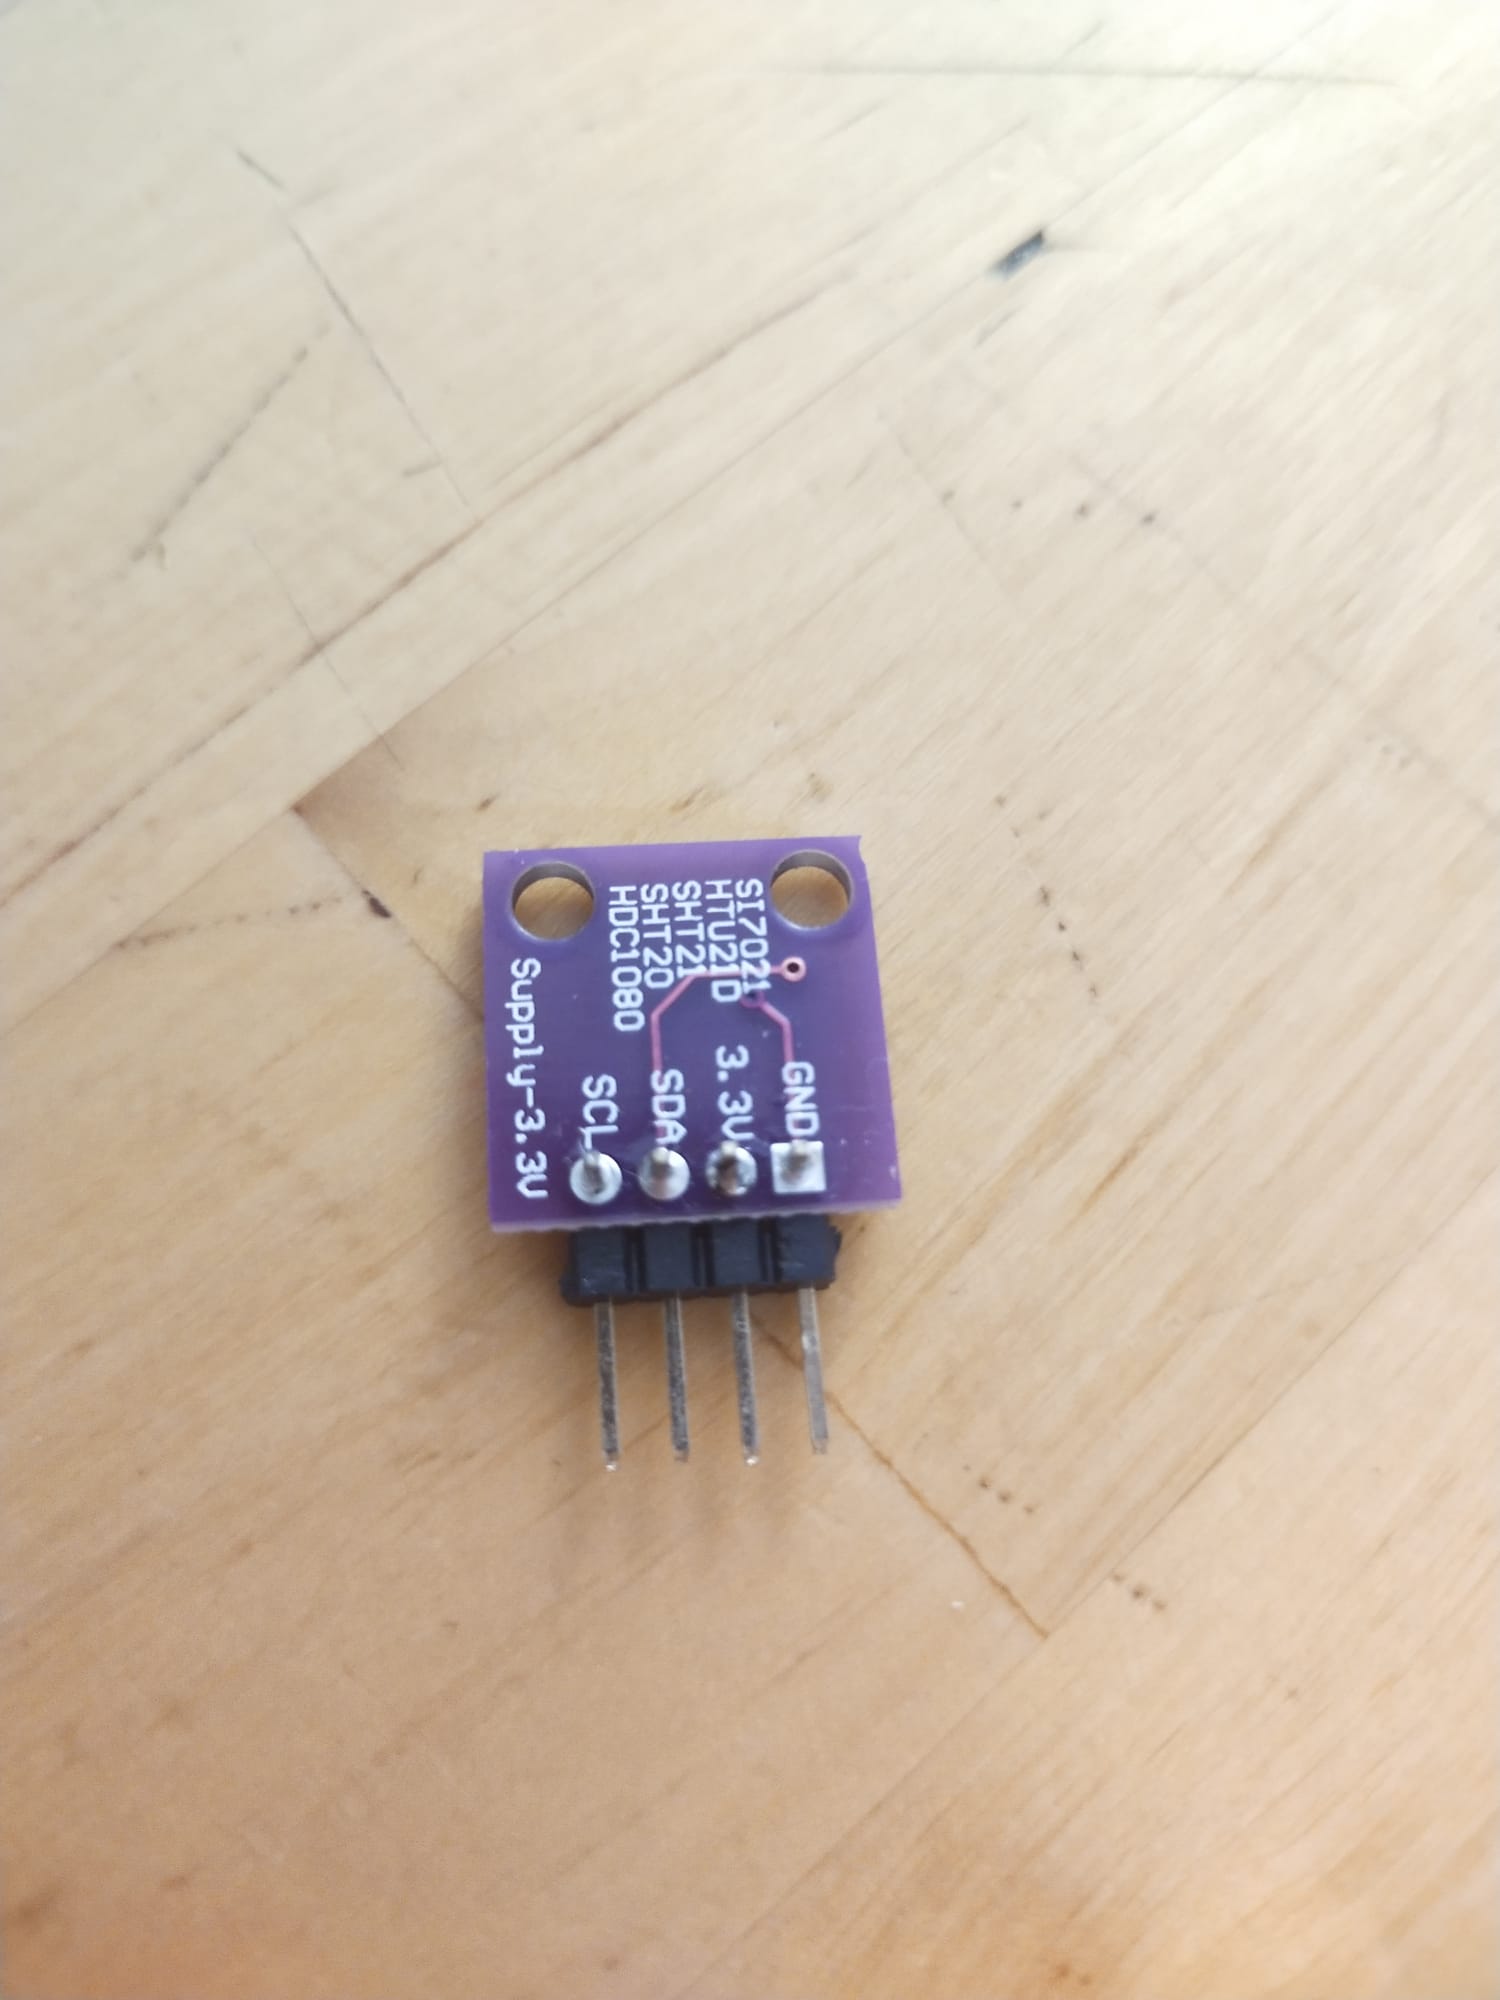 SI7021
HTU21D
SHT21
SHT20
HDC1080
GND
3.3V
SDA
SCL
Supply-3.3V